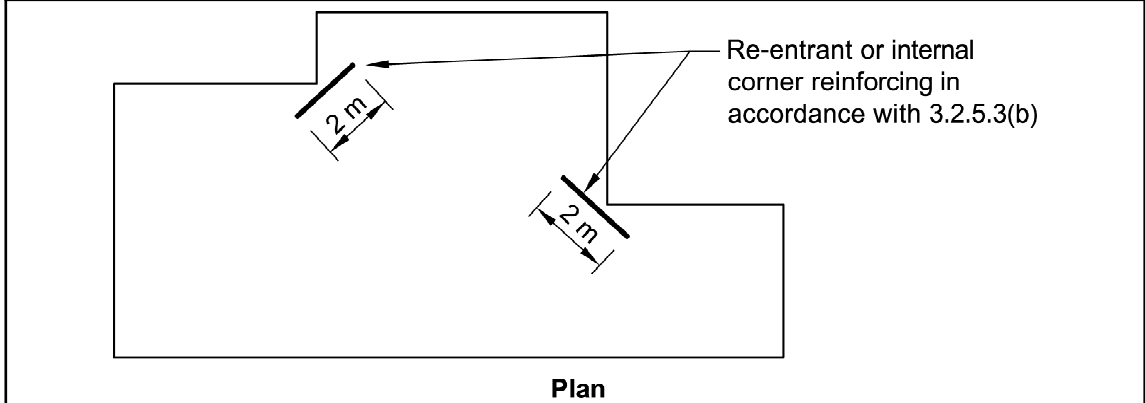 Re-entrant or internal
corner reinforcing in
accordance with 3.2.5.3(b)
2 m
2 m
Plan